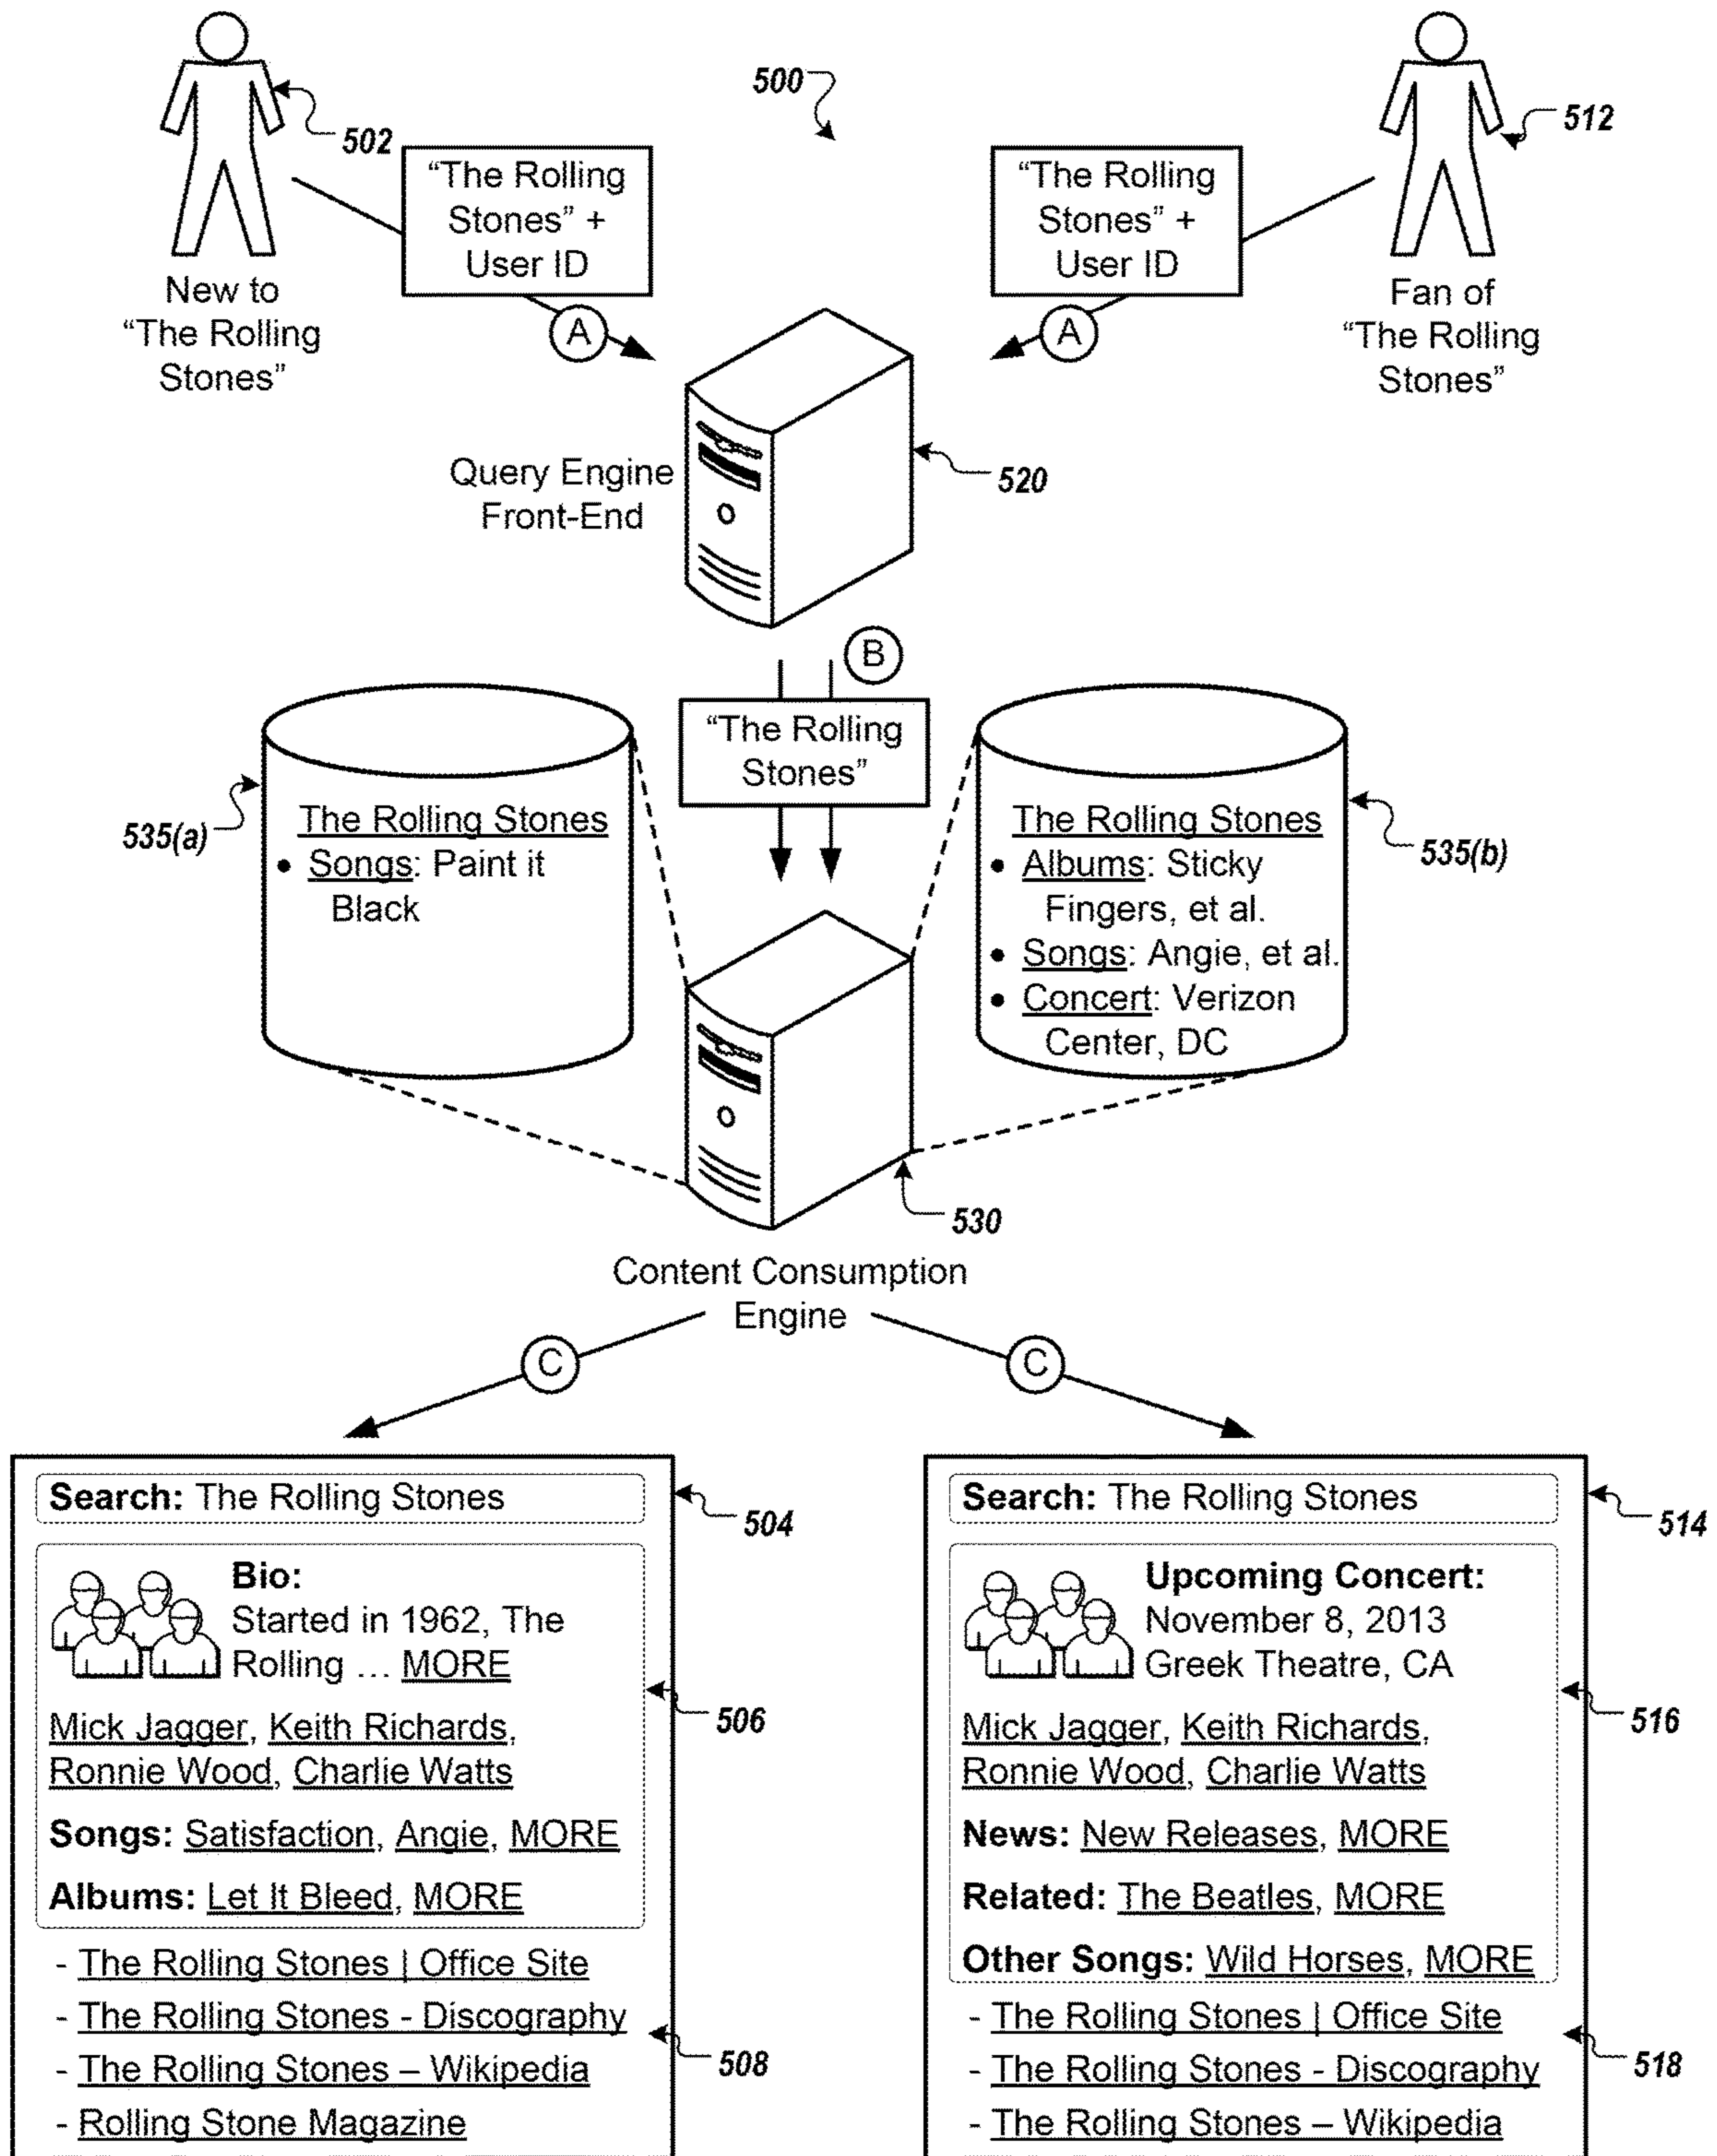 500
502
512
“The Rolling
Stones” +
User ID
“The Rolling
Stones” +
User ID
New to
“The Rolling
Stones”
Fan of
“The Rolling
Stones”
A
A
Query Engine
Front-End
520
B
“The Rolling
Stones”
535(a)
The Rolling Stones
• Songs: Paint it
Black
The Rolling Stones
• Albums: Sticky
Fingers, et al.
• Songs: Angie, et al.
• Concert: Verizon
Center, DC
535(b)
530
Content Consumption
Engine
C
C
Search: The Rolling Stones
504
Bio:
Started in 1962, The
Rolling ... MORE
506
Mick Jagger, Keith Richards,
Ronnie Wood, Charlie Watts
Songs: Satisfaction, Angie, MORE
Albums: Let It Bleed, MORE
- The Rolling Stones | Office Site
- The Rolling Stones - Discography
- The Rolling Stones – Wikipedia
508
- Rolling Stone Magazine
Search: The Rolling Stones
514
Upcoming Concert:
November 8, 2013
Greek Theatre, CA
516
Mick Jagger, Keith Richards,
Ronnie Wood, Charlie Watts
News: New Releases, MORE
Related: The Beatles, MORE
Other Songs: Wild Horses, MORE
- The Rolling Stones | Office Site
- The Rolling Stones - Discography
518
- The Rolling Stones – Wikipedia